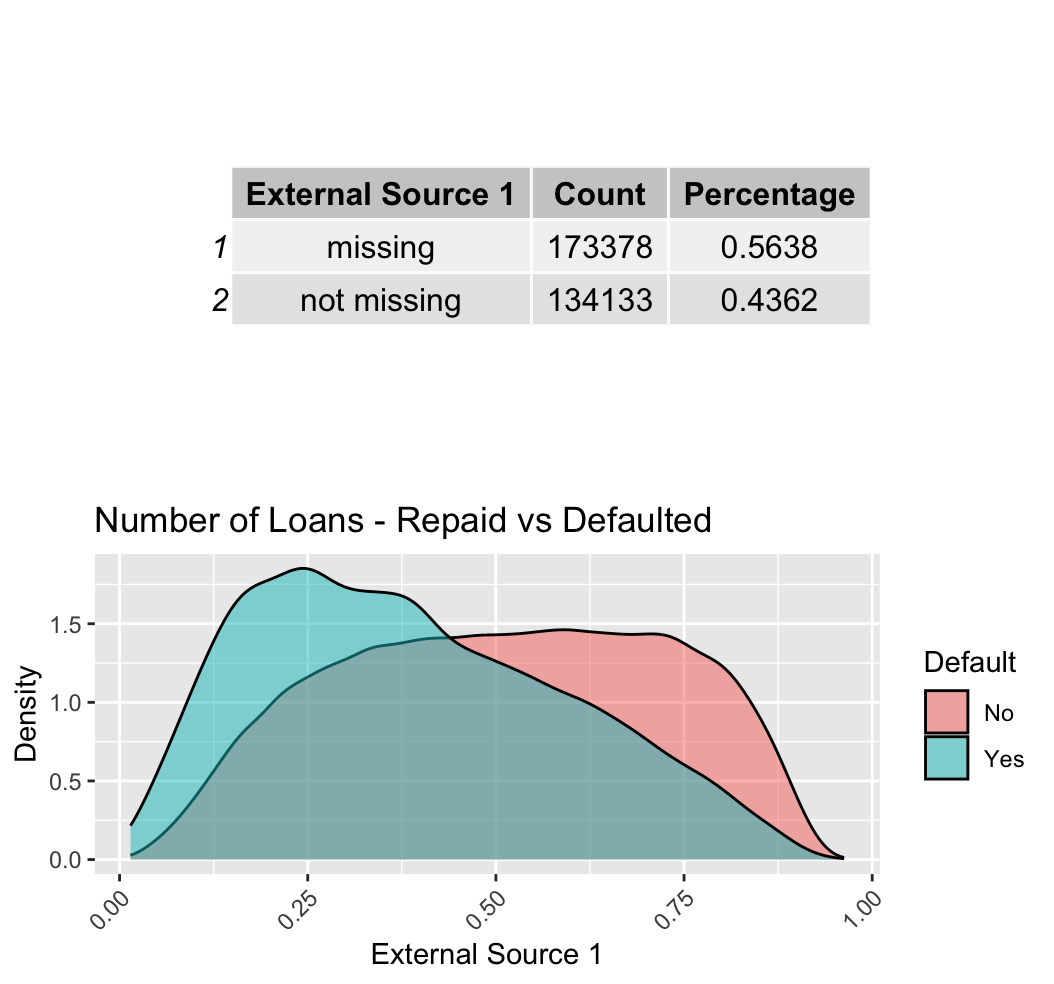 External Source 1 Count Percentage
1 missing 173378 0.5638
2 not missing 134133 0.4362
Number of Loans - Repaid vs Defaulted
Density
1.5
1.0
0.5
0.0
0.00 0.25 0.50 0.75 1.00
External Source 1
Default
No
Yes